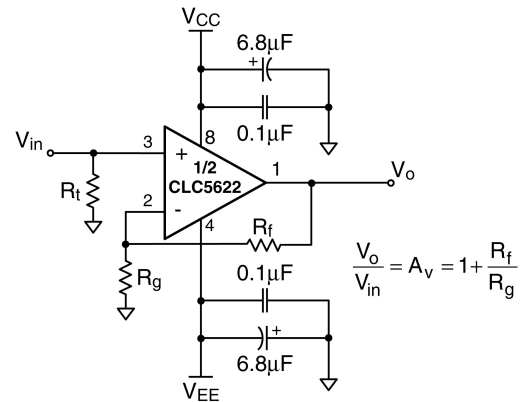 VCC
6.8μF
+
0.1μF
Vin
3
8
+
1/2
CLC5622
1
Vo
Rt
2
-
4
Rf
Rg
0.1μF
Vo/Vin = Av = 1 + Rf/Rg
+
6.8μF
VEE